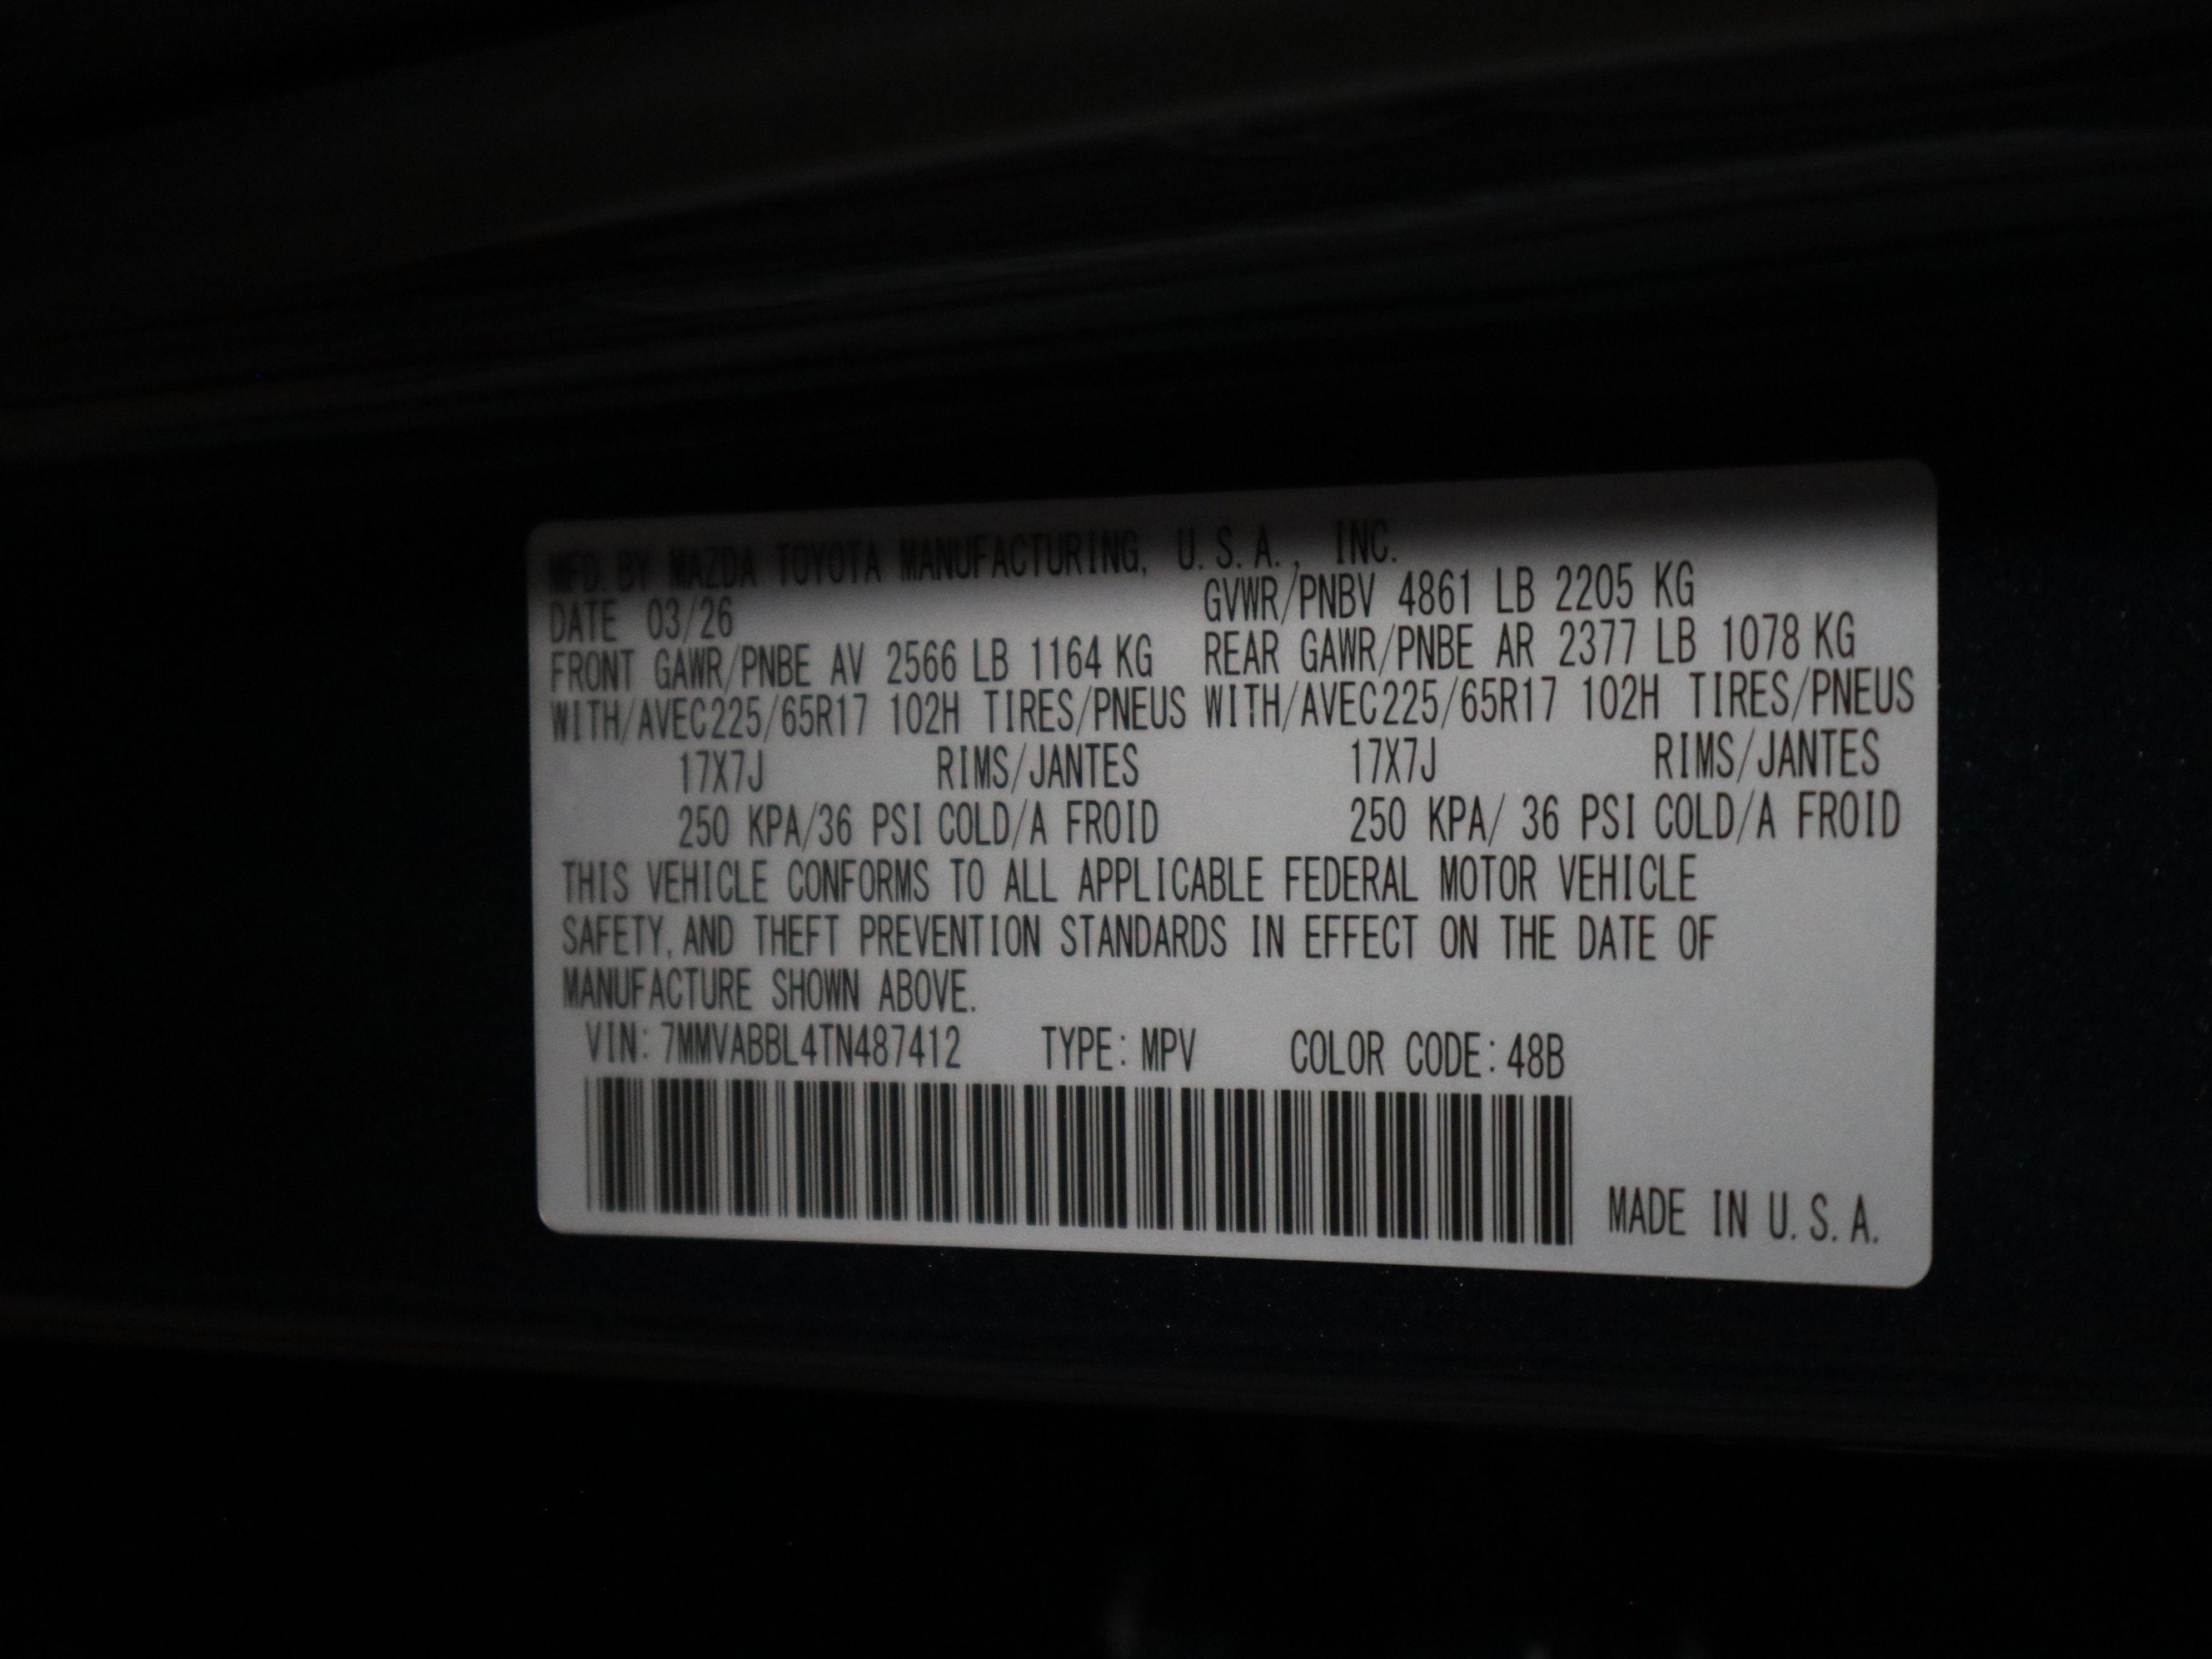 MFD BY MAZDA TOYOTA MANUFACTURING, U.S.A., INC.
DATE 03/26 GVWR/PNBV 4861 LB 2205 KG
FRONT GAWR/PNBE AV 2566 LB 1164 KG REAR GAWR/PNBE AR 2377 LB 1078 KG
WITH/AVEC225/65R17 102H TIRES/PNEUS WITH/AVEC225/65R17 102H TIRES/PNEUS
17X7J RIMS/JANTES 17X7J RIMS/JANTES
250 KPA/36 PSI COLD/A FROID 250 KPA/ 36 PSI COLD/A FROID
THIS VEHICLE CONFORMS TO ALL APPLICABLE FEDERAL MOTOR VEHICLE
SAFETY, AND THEFT PREVENTION STANDARDS IN EFFECT ON THE DATE OF
MANUFACTURE SHOWN ABOVE.
VIN: 7MMVABBL4TN487412 TYPE: MPV COLOR CODE: 48B
MADE IN U.S.A.